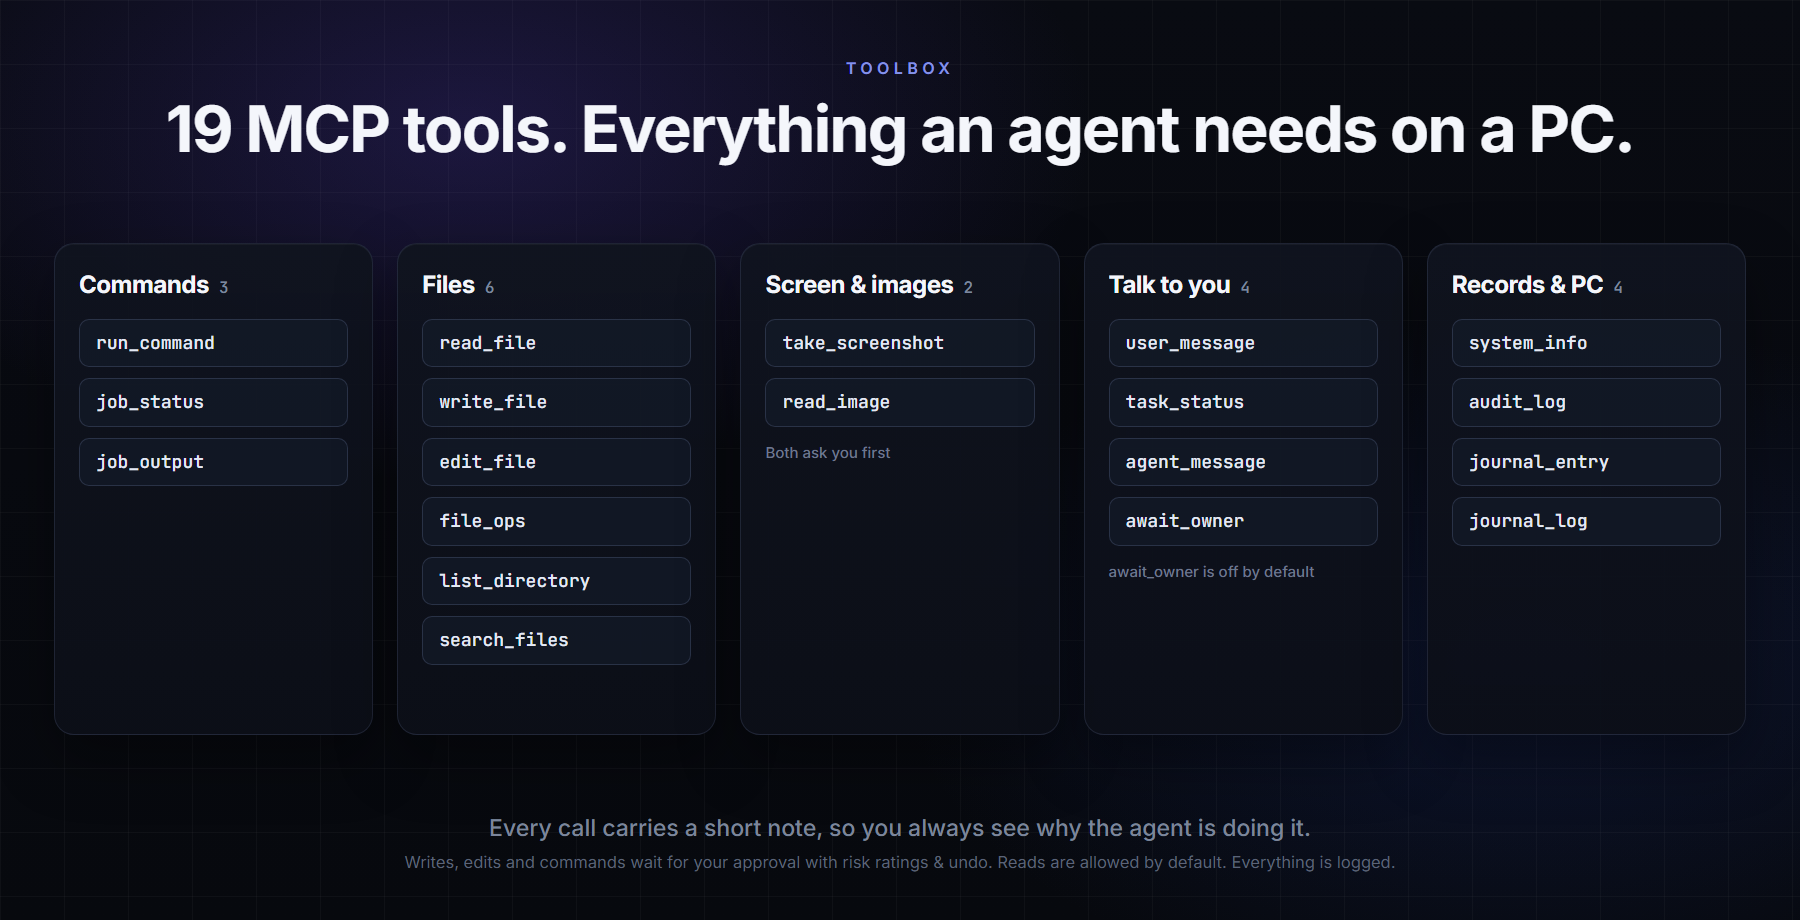 TOOLBOX
19 MCP tools. Everything an agent needs on a PC.
Commands 3
run_command
job_status
job_output
Files 6
read_file
write_file
edit_file
file_ops
list_directory
search_files
Screen & images 2
take_screenshot
read_image
Both ask you first
Talk to you 4
user_message
task_status
agent_message
await_owner
await_owner is off by default
Records & PC 4
system_info
audit_log
journal_entry
journal_log
Every call carries a short note, so you always see why the agent is doing it.
Writes, edits and commands wait for your approval with risk ratings & undo. Reads are allowed by default. Everything is logged.